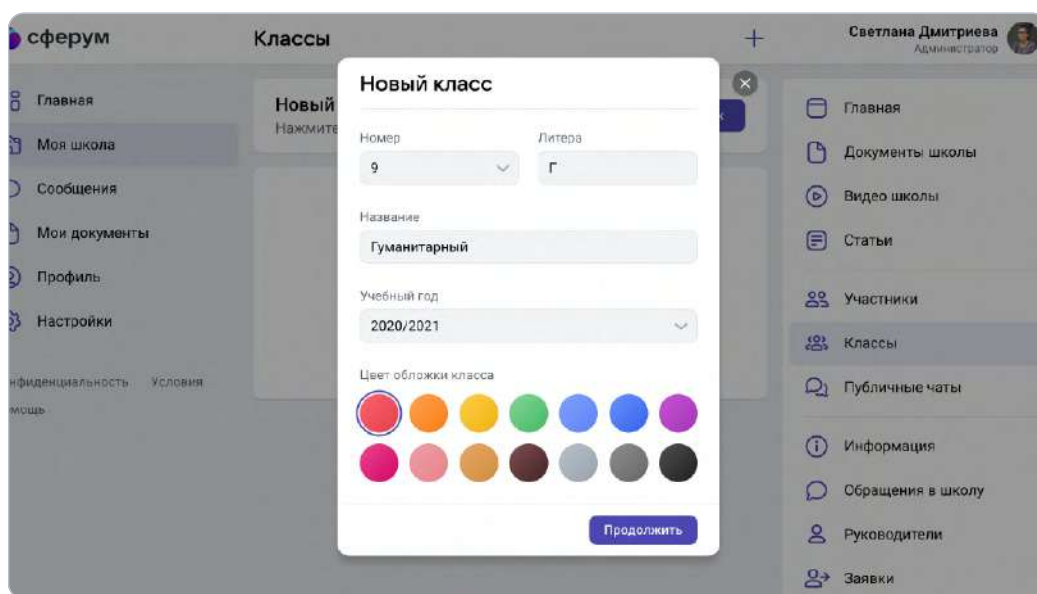 сферум
Классы
Светлана Дмитриева
Администратор
Главная
Моя школа
Сообщения
Мои документы
Профиль
Настройки
Условия
Новый
Нажмите
Новый класс
Номер
Литера
9
Г
Название
Гуманитарный
Учебный год
2020/2021
Цвет обложки класса
Продолжить
Главная
Документы школы
Видео школы
Статьи
Участники
Классы
Публичные чаты
Информация
Обращения в школу
Руководители
Заявки